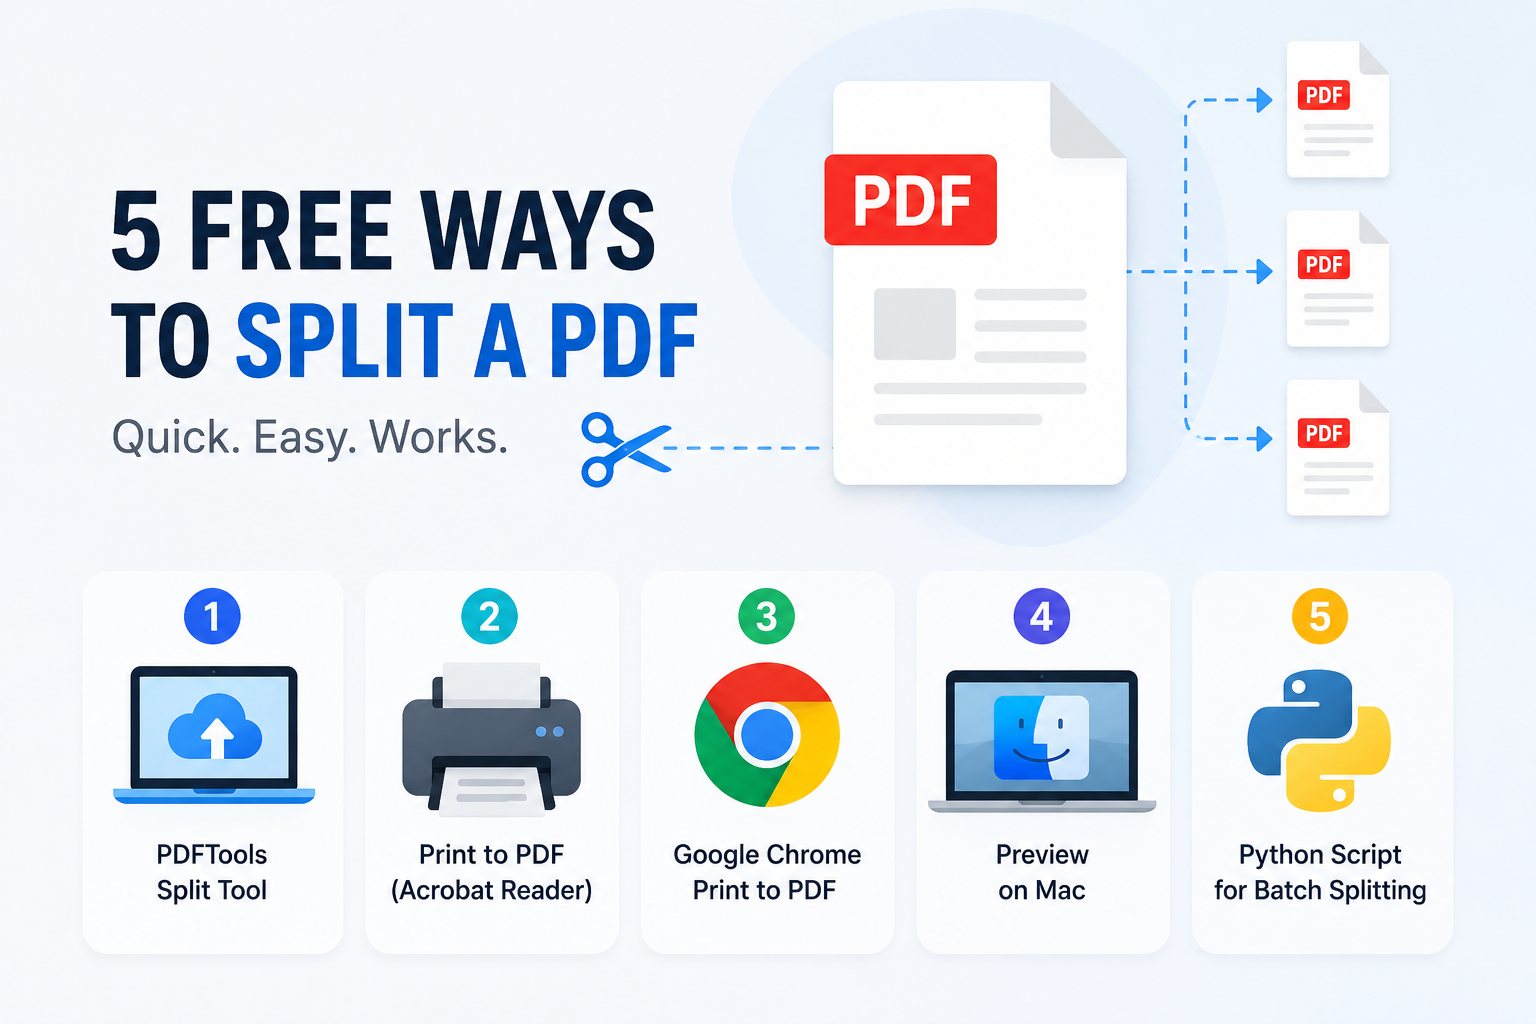 5 FREE WAYS
TO SPLIT A PDF
Quick. Easy. Works.
PDF
PDF
PDF
PDF
1
PDFTools
Split Tool
2
Print to PDF
(Acrobat Reader)
3
Google Chrome
Print to PDF
4
Preview
on Mac
5
Python Script
for Batch Splitting